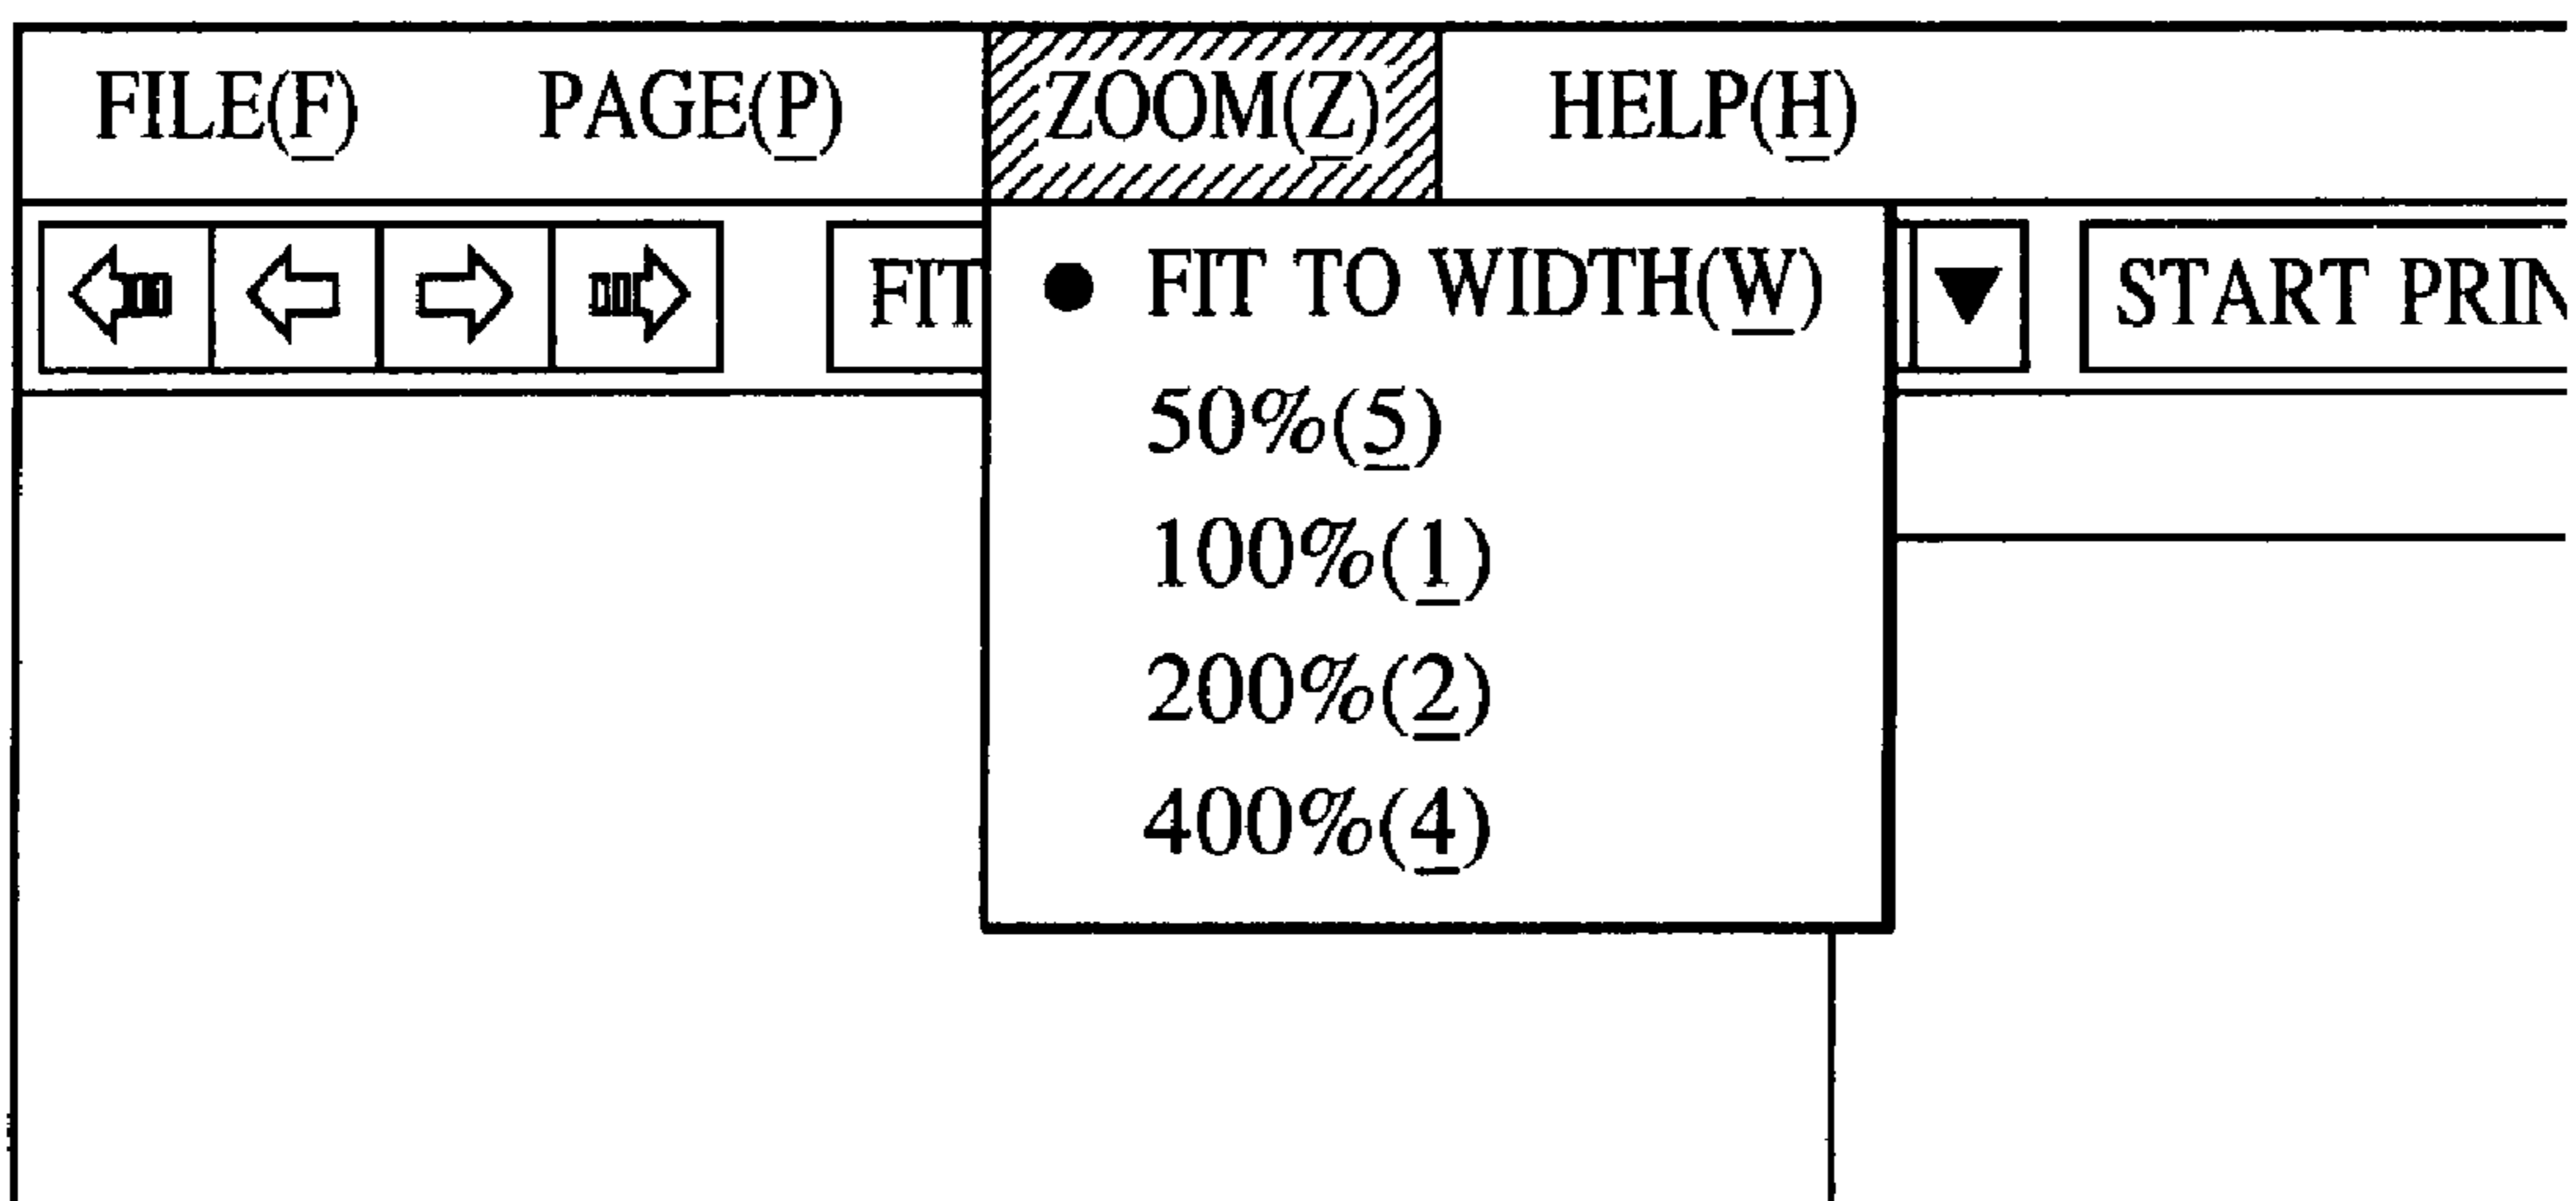 FILE(F) PAGE(P) ZOOM(Z) HELP(H)
FIT START PRIN
FIT TO WIDTH(W)
50%(5)
100%(1)
200%(2)
400%(4)